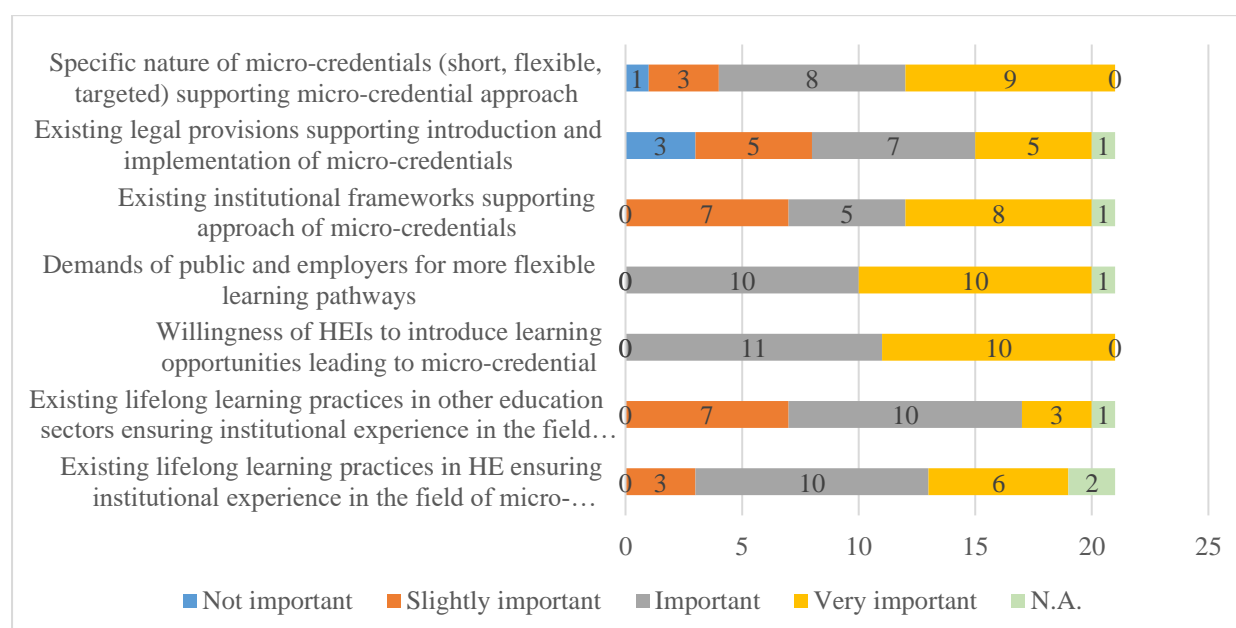 Specific nature of micro-credentials (short, flexible,
targeted) supporting micro-credential approach
1 3 8 9 0
Existing legal provisions supporting introduction and
implementation of micro-credentials
3 5 7 5 1
Existing institutional frameworks supporting
approach of micro-credentials
0 7 5 8 1
Demands of public and employers for more flexible
learning pathways
0 10 10 1
Willingness of HEIs to introduce learning
opportunities leading to micro-credential
0 11 10 0
Existing lifelong learning practices in other education
sectors ensuring institutional experience in the field…
0 7 10 3 1
Existing lifelong learning practices in HE ensuring
institutional experience in the field of micro-…
0 3 10 6 2
0 5 10 15 20 25
Not important Slightly important Important Very important N.A.